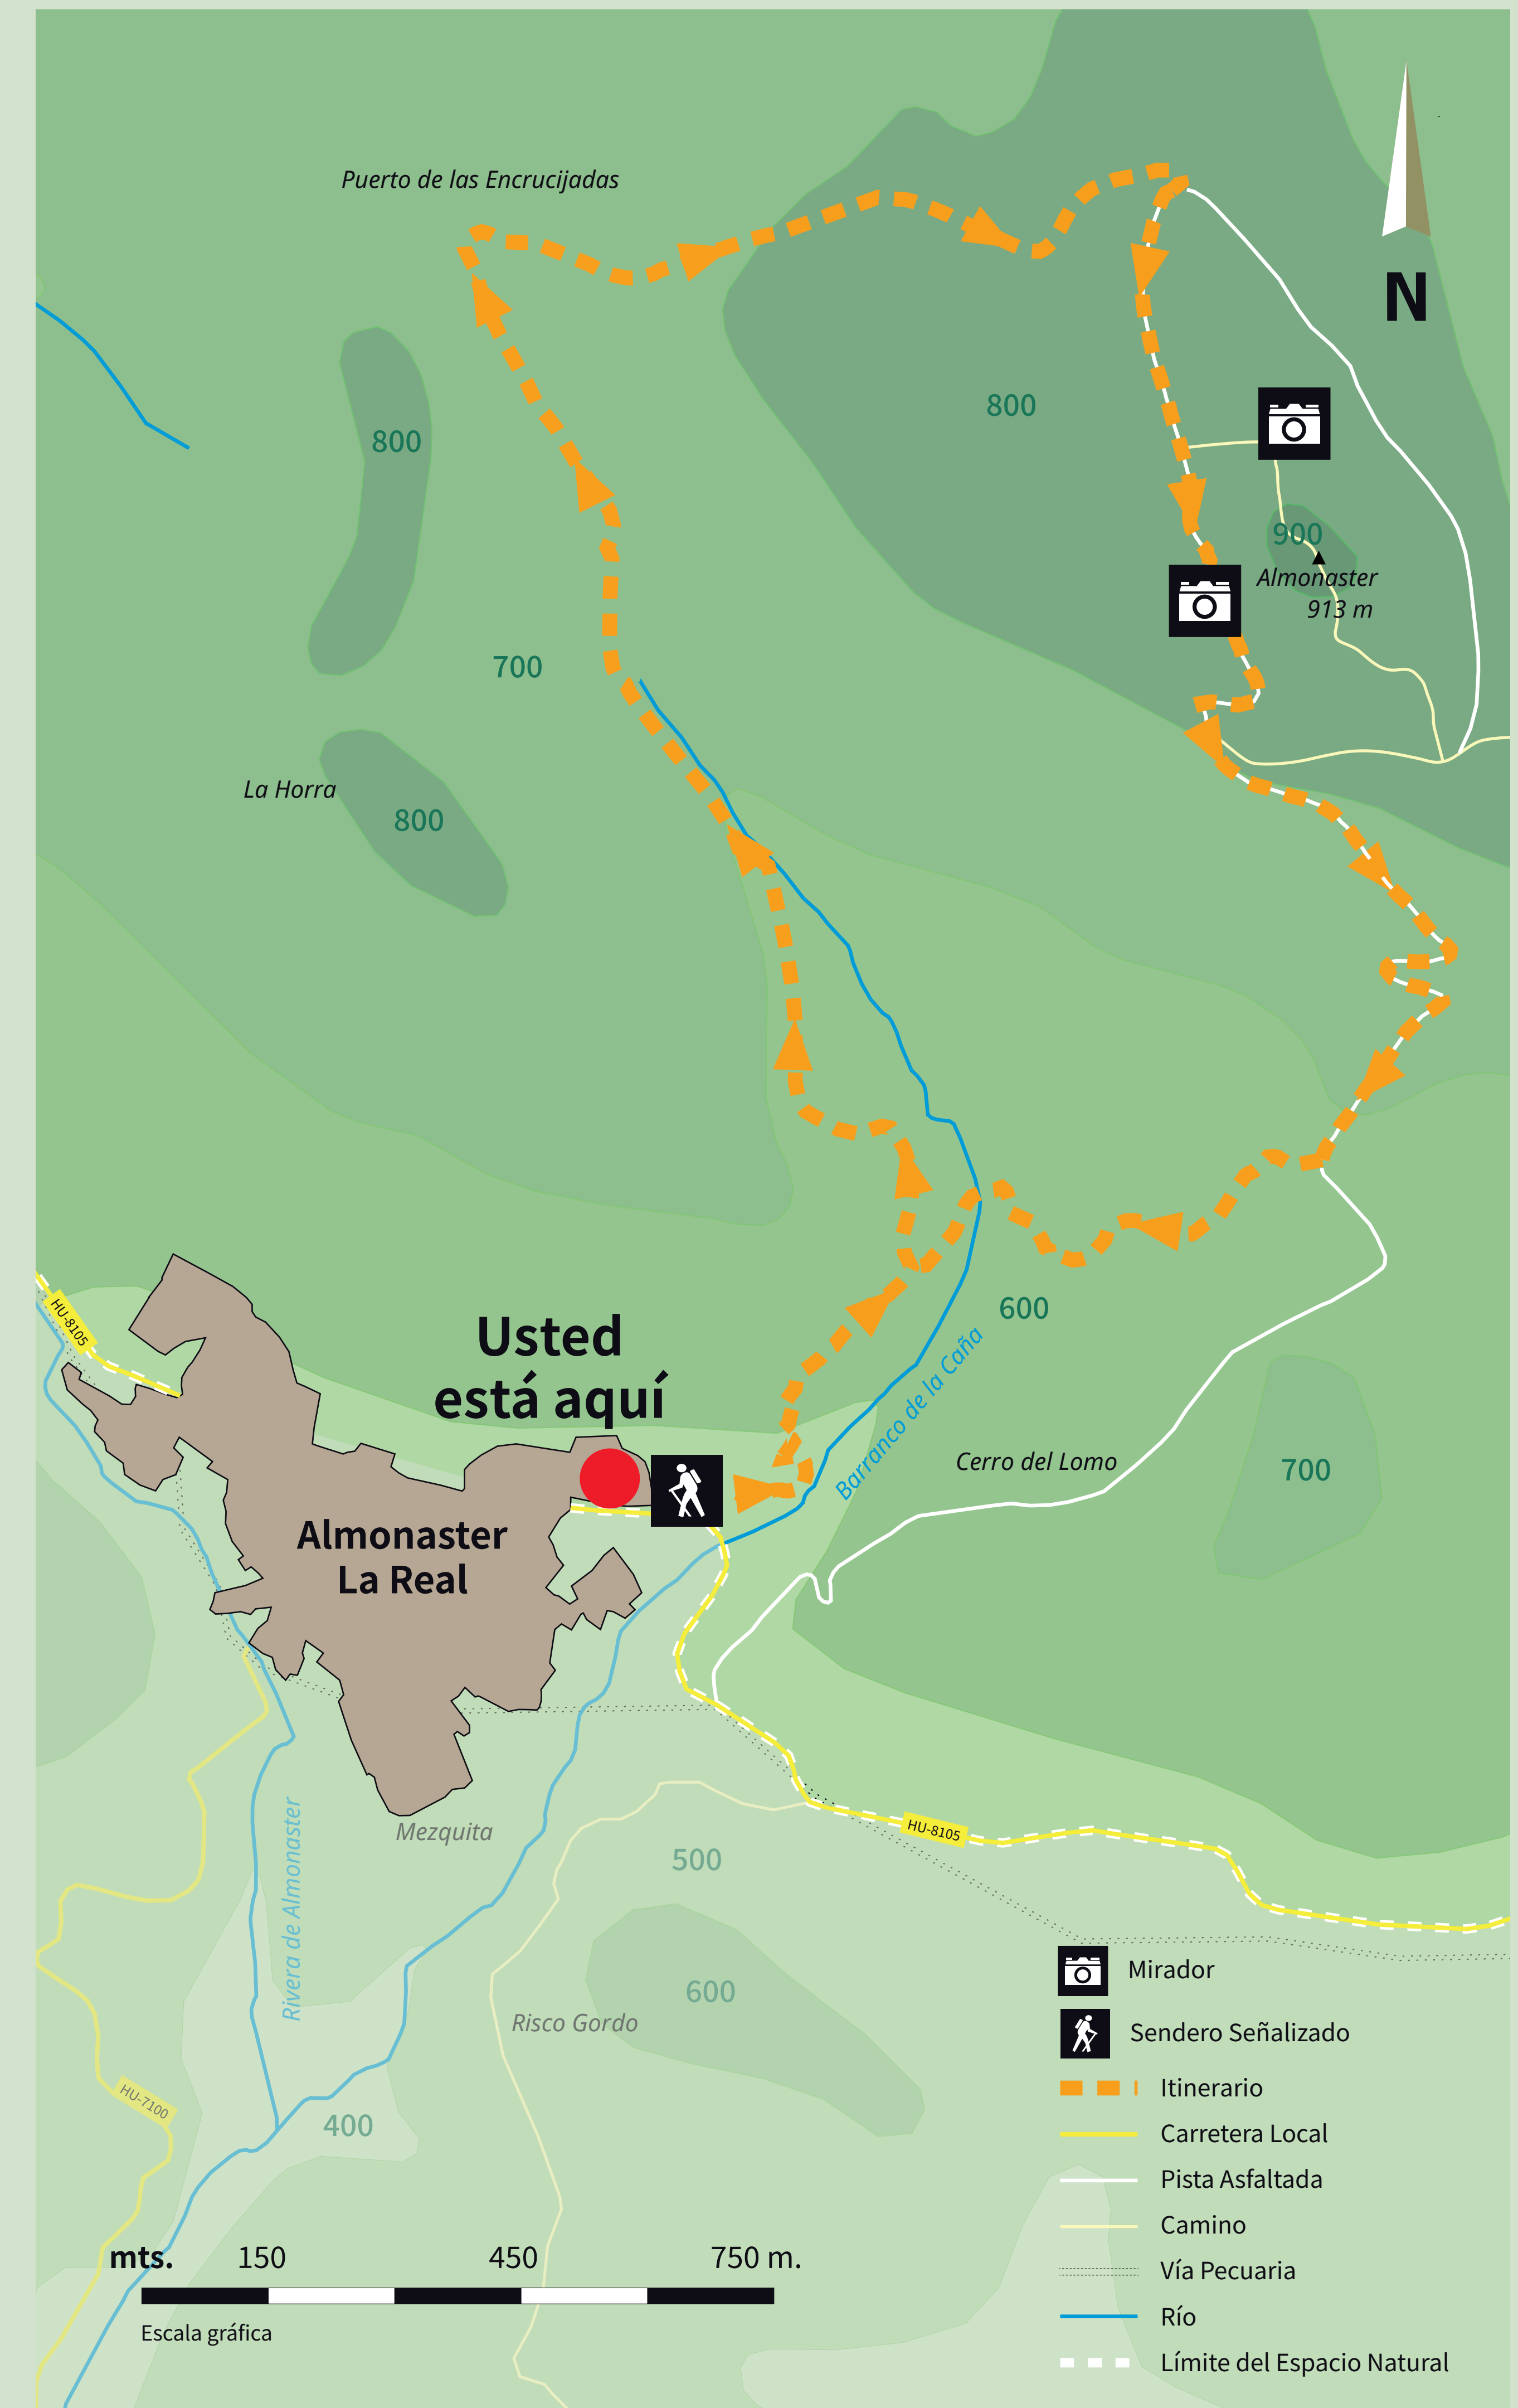 Puerto de las Encrucijadas
N
800
800
900
Almonaster
913 m
700
La Horra
800
600
HU-8105
Usted
está aquí
Barranco de la Caña
Cerro del Lomo
700
Almonaster
La Real
Mezquita
HU-8105
500
Rivera de Almonaster
600
Risco Gordo
HU-7100
400
Mirador
Sendero Señalizado
Itinerario
Carretera Local
Pista Asfaltada
Camino
Vía Pecuaria
Río
Límite del Espacio Natural
mts. 150 450 750 m.
Escala gráfica